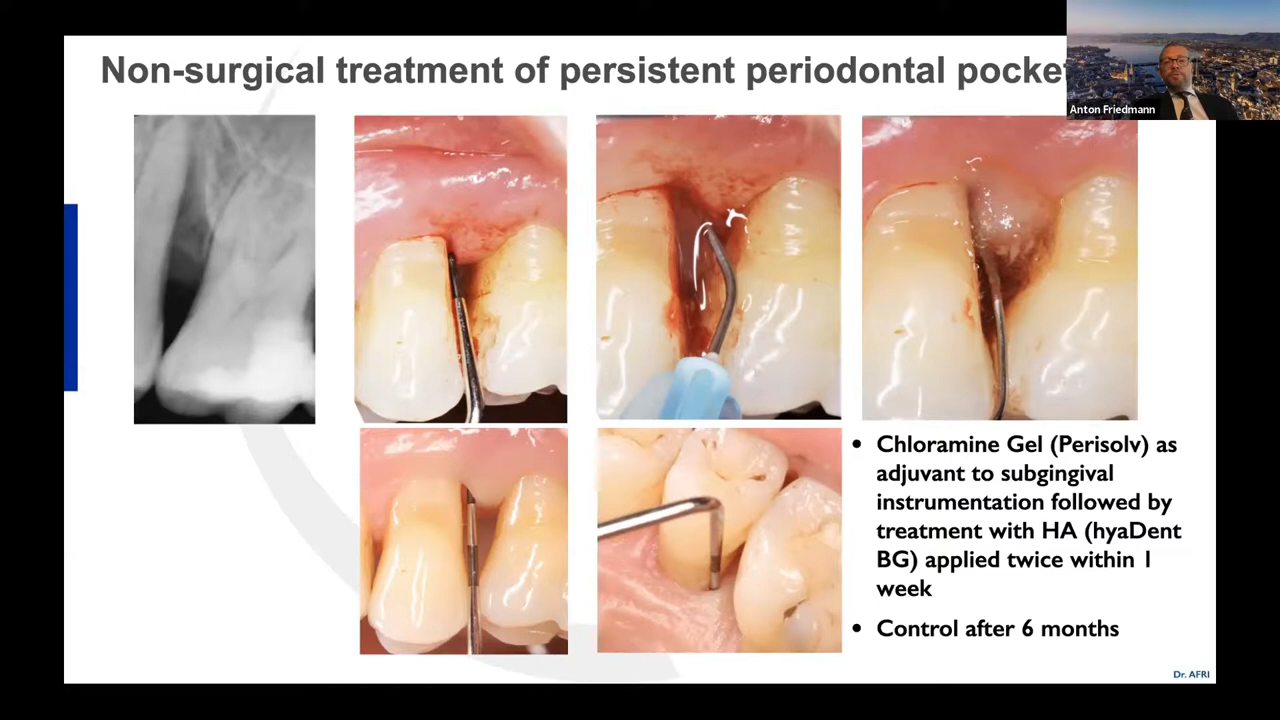 Non-surgical treatment of persistent periodontal
Anton Friedmann
• Chloramine Gel (Perisolv) as
adjuvant to subgingival
instrumentation followed by
treatment with HA (hyaDent
BG) applied twice within 1
week
• Control after 6 months
Dr. AFRI